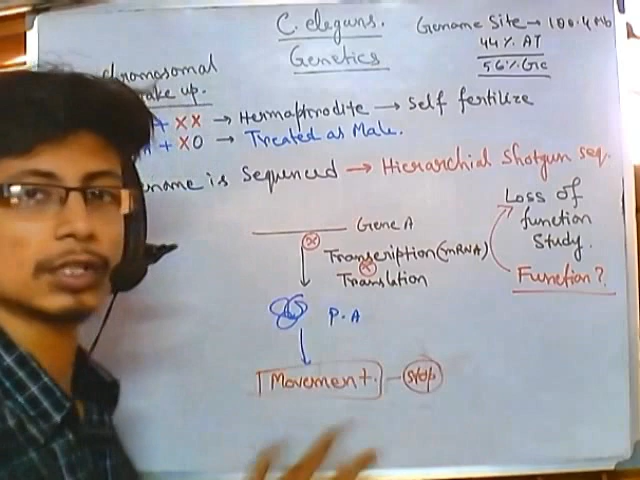 C. elegans.
Genetics
Genome Site → 100.4 Mb
44% AT
56% GC
chromosomal
make up.
+ XX → Hermaphrodite → Self fertilize
+ XO → Treated as Male.
genome is Sequenced → Hierarchial Shotgun seq.
Gene A
Transcription (mRNA)
Translation
P.A
Movement. - Stop
Loss of
function
Study.
Function?